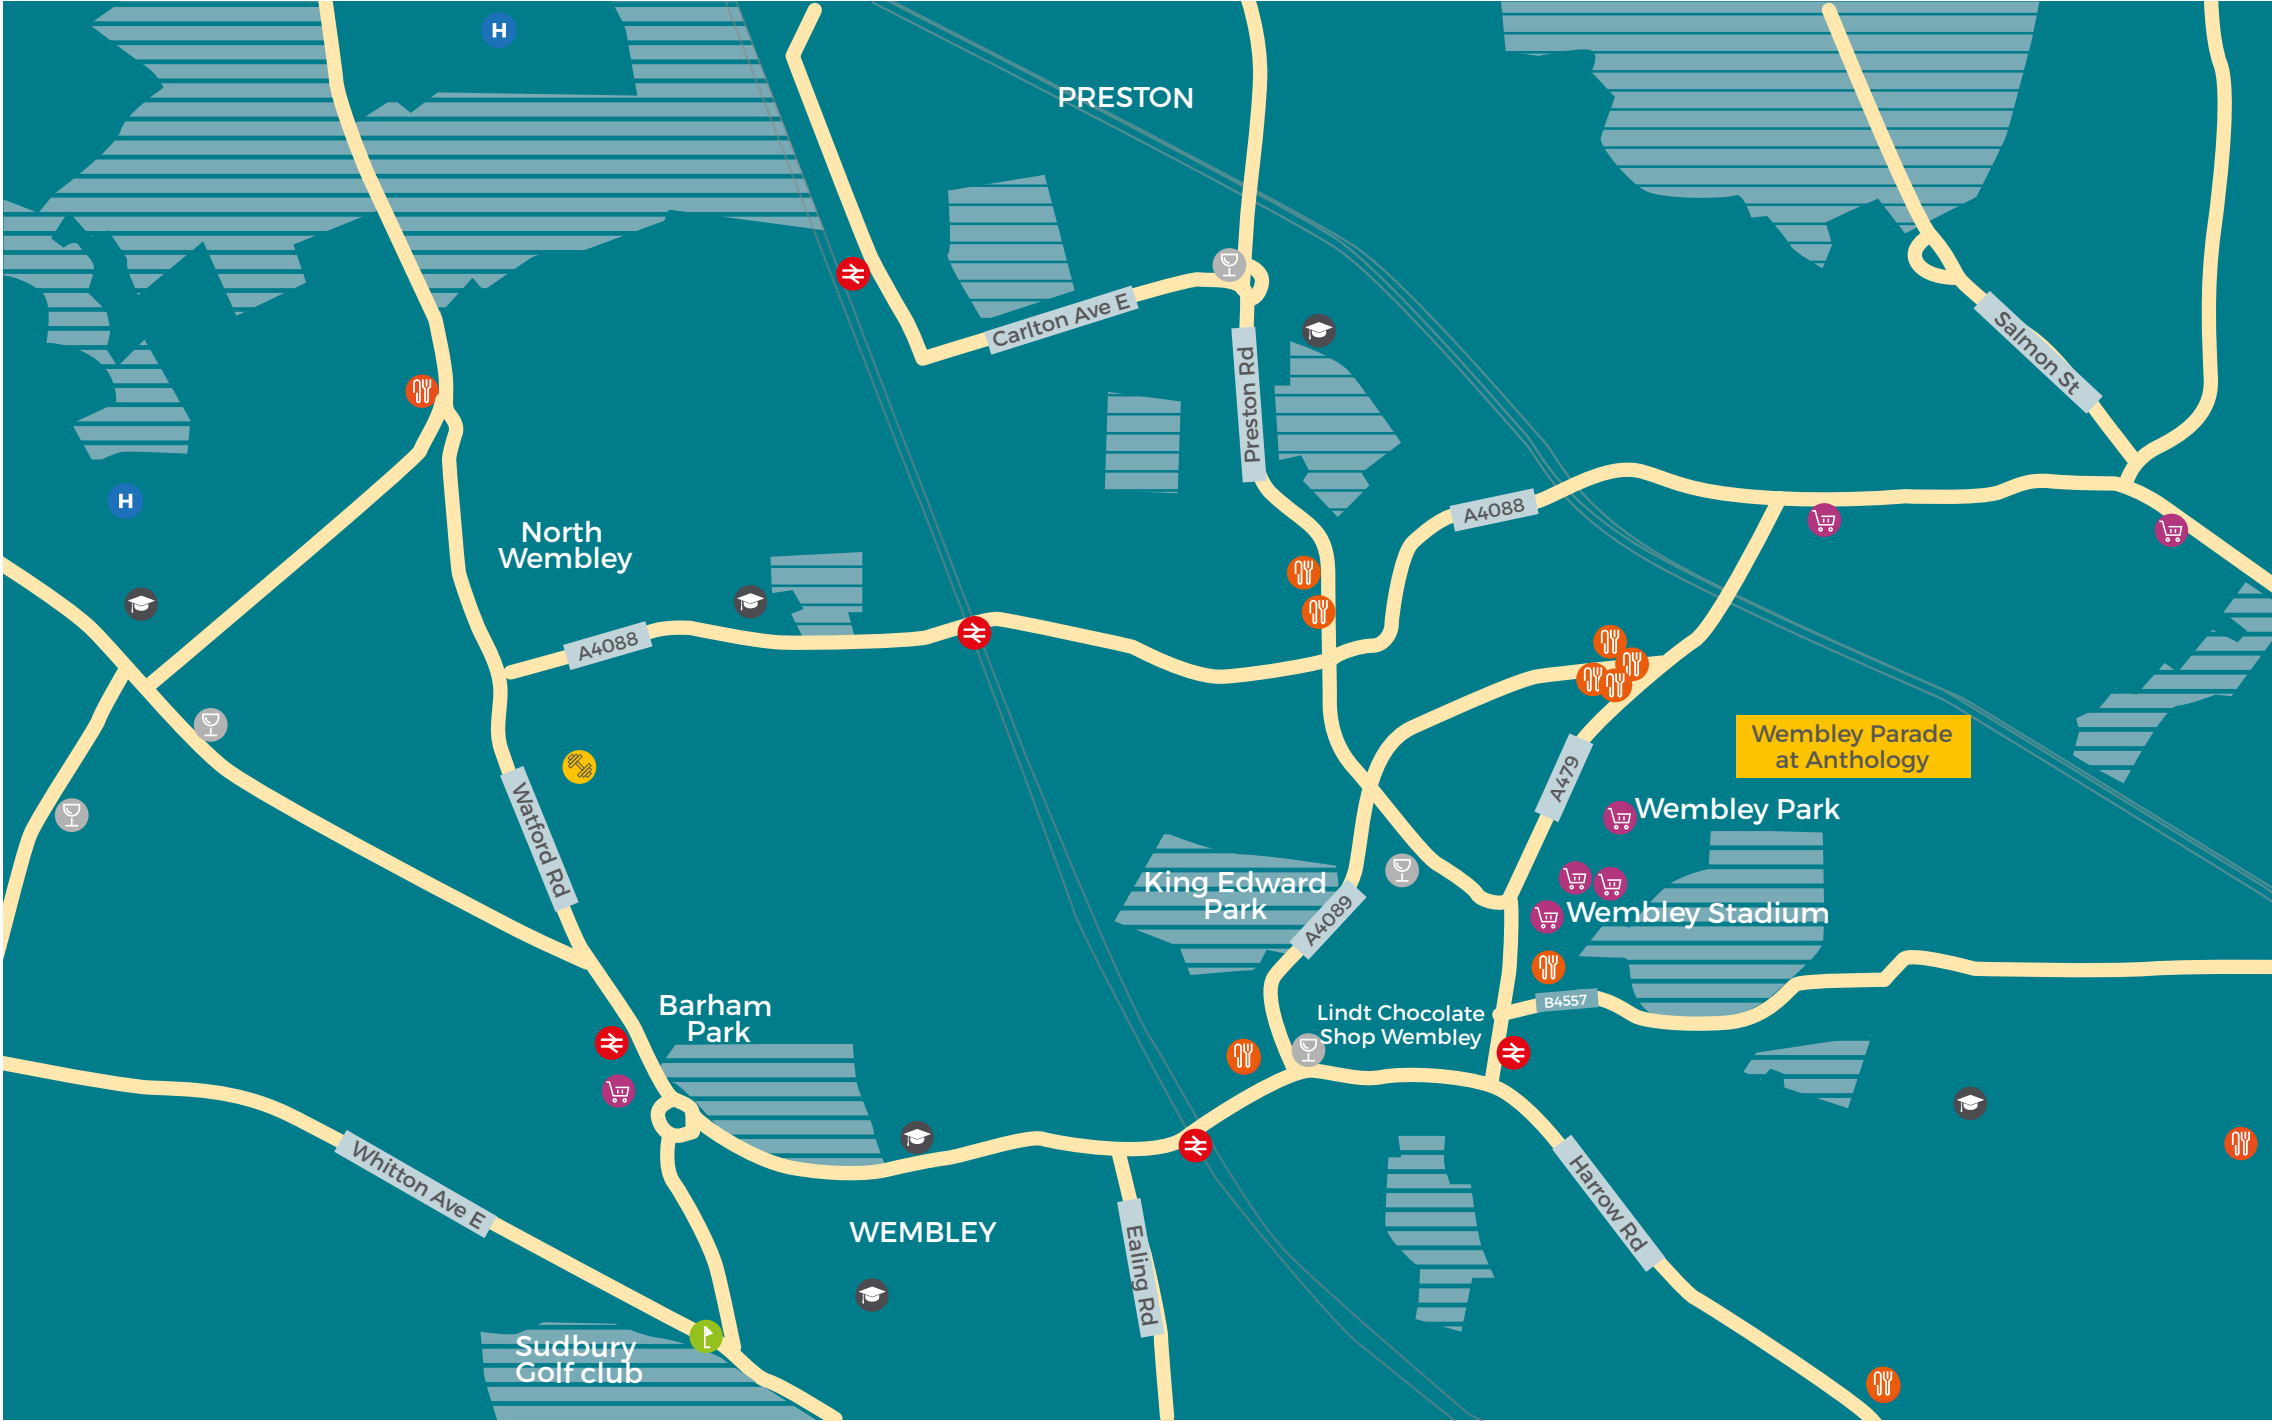 H
PRESTON
Carlton Ave E
Salmon St
Preston Rd
H
A4088
North
Wembley
A4088
Wembley Parade
at Anthology
A479
Watford Rd
Wembley Park
King Edward
Park
A4089
Wembley Stadium
Barham
Park
B4557
Lindt Chocolate
Shop Wembley
Whitton Ave E
Harrow Rd
WEMBLEY
Ealing Rd
Sudbury
Golf club